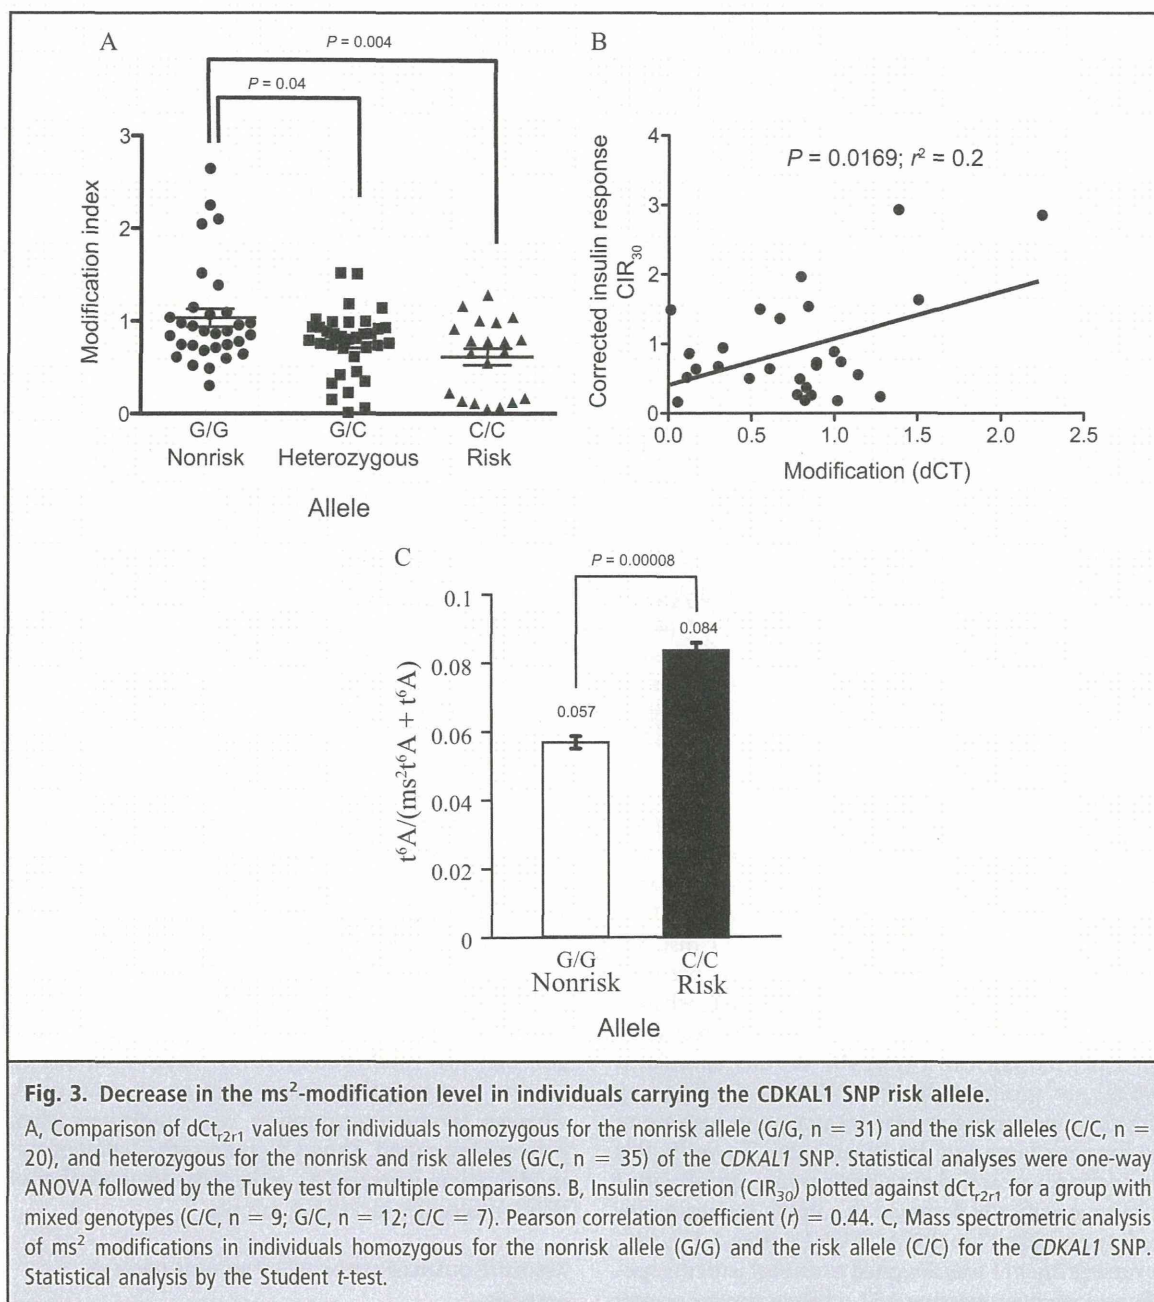 A
P = 0.004
P = 0.04
3
2
1
0
Modification index
G/G
Nonrisk
G/C
Heterozygous
C/C
Risk
Allele
B
P = 0.0169; r² = 0.2
4
3
2
1
0
Corrected insulin response
CIR₃₀
0.0 0.5 1.0 1.5 2.0 2.5
Modification (dCT)
C
P = 0.00008
0.1
0.08
0.06
0.04
0.02
0
t⁶A/(ms²t⁶A + t⁶A)
0.057
0.084
G/G
Nonrisk
C/C
Risk
Allele
Fig. 3. Decrease in the ms²-modification level in individuals carrying the CDKAL1 SNP risk allele.
A, Comparison of dCt_r2r1 values for individuals homozygous for the nonrisk allele (G/G, n = 31) and the risk alleles (C/C, n =
20), and heterozygous for the nonrisk and risk alleles (G/C, n = 35) of the CDKAL1 SNP. Statistical analyses were one-way
ANOVA followed by the Tukey test for multiple comparisons. B, Insulin secretion (CIR₃₀) plotted against dCt_r2r1 for a group with
mixed genotypes (C/C, n = 9; G/C, n = 12; C/C = 7). Pearson correlation coefficient (r) = 0.44. C, Mass spectrometric analysis
of ms² modifications in individuals homozygous for the nonrisk allele (G/G) and the risk allele (C/C) for the CDKAL1 SNP.
Statistical analysis by the Student t-test.